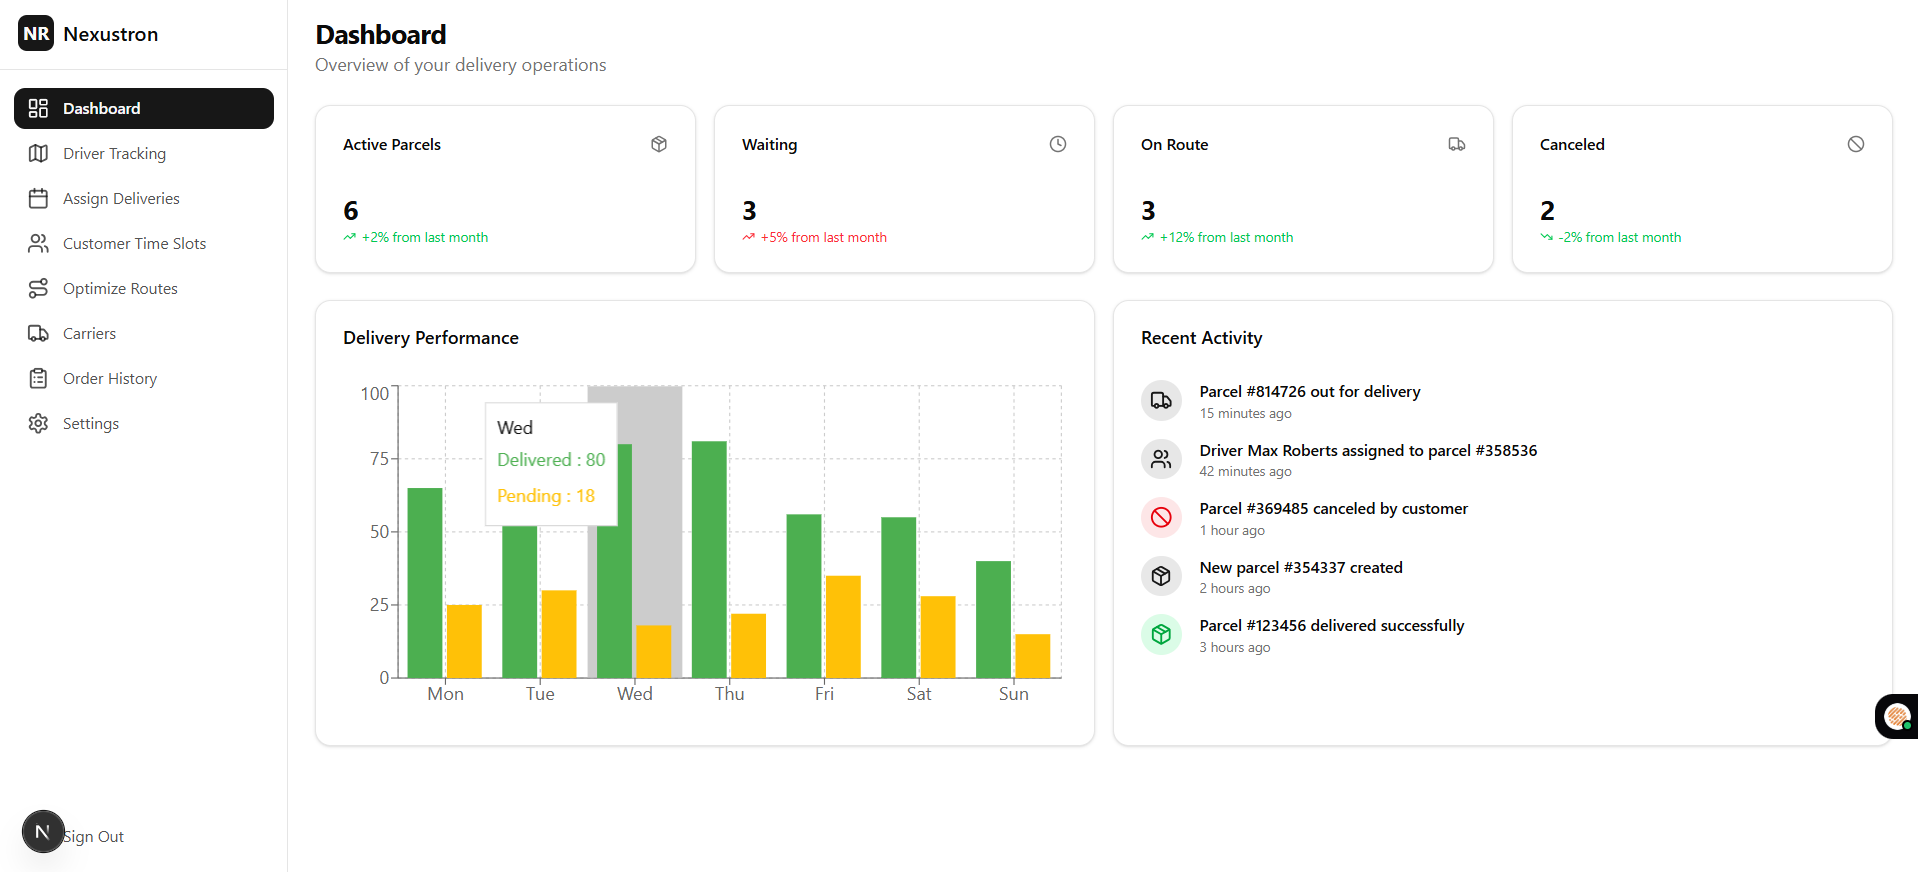 NR Nexustron
Dashboard
Driver Tracking
Assign Deliveries
Customer Time Slots
Optimize Routes
Carriers
Order History
Settings
N Sign Out
Dashboard
Overview of your delivery operations
Active Parcels
6
+2% from last month
Waiting
3
+5% from last month
On Route
3
+12% from last month
Canceled
2
-2% from last month
Delivery Performance
100
75
50
25
0
Wed
Delivered : 80
Pending : 18
Mon Tue Wed Thu Fri Sat Sun
Recent Activity
Parcel #814726 out for delivery
15 minutes ago
Driver Max Roberts assigned to parcel #358536
42 minutes ago
Parcel #369485 canceled by customer
1 hour ago
New parcel #354337 created
2 hours ago
Parcel #123456 delivered successfully
3 hours ago